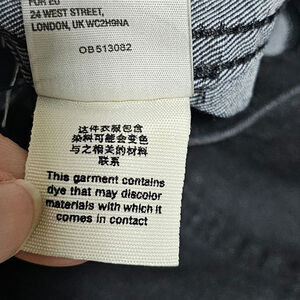 FOR EU
24 WEST STREET,
LONDON, UK WC2H9NA
OB513082
这件衣服包含
染料可能会变色
与之相关的材料
联系
This garment contains
dye that may discolor
materials with which it
comes in contact